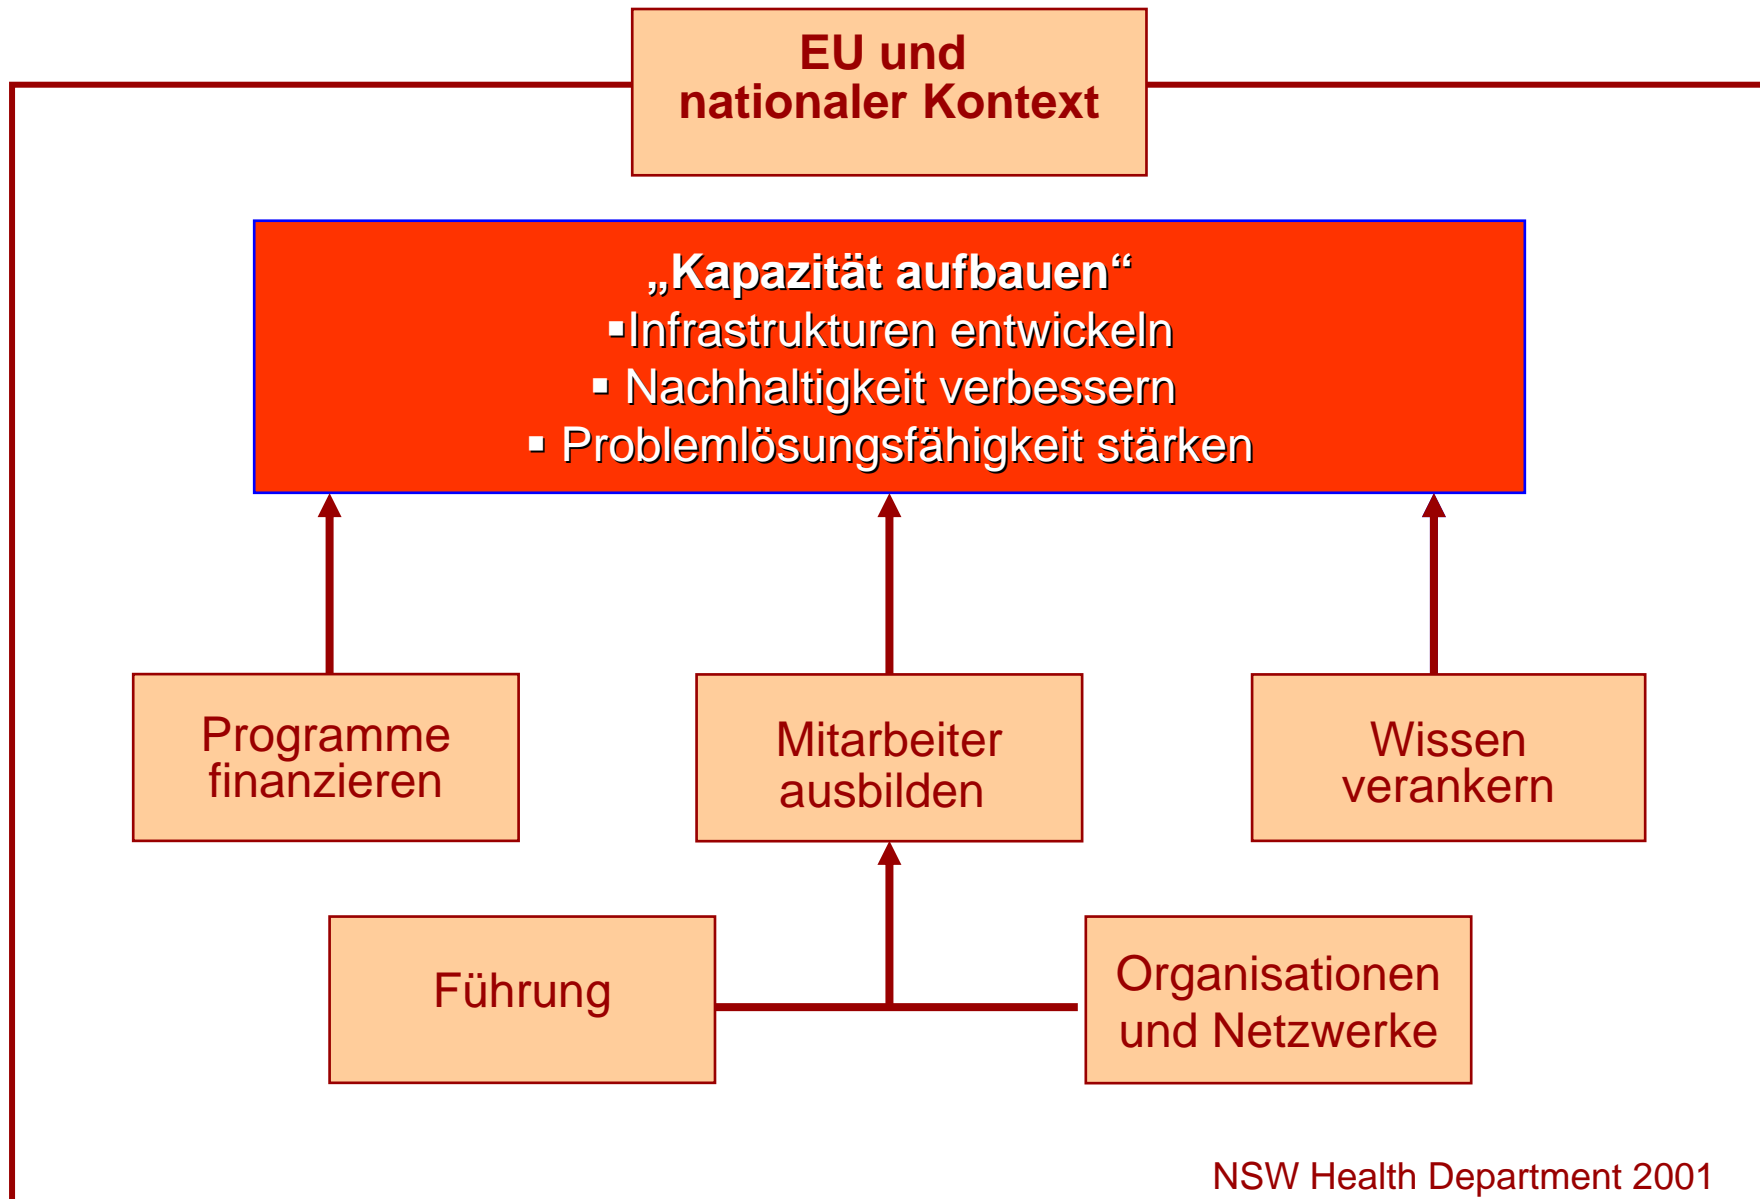 EU und
nationaler Kontext
„Kapazität aufbauen“
▪Infrastrukturen entwickeln
▪ Nachhaltigkeit verbessern
▪ Problemlösungsfähigkeit stärken
Programme
finanzieren
Mitarbeiter
ausbilden
Wissen
verankern
Führung
Organisationen
und Netzwerke
NSW Health Department 2001